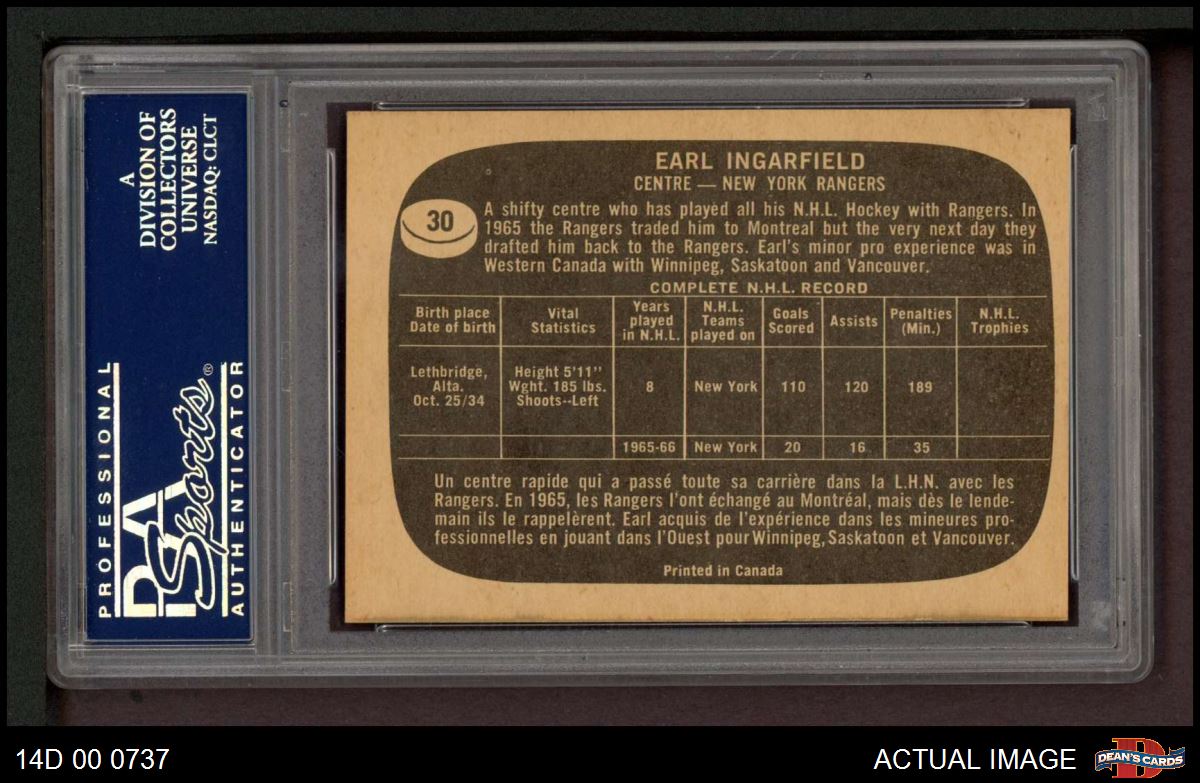 A
DIVISION OF
COLLECTORS
UNIVERSE
NASDAQ: CLCT
PROFESSIONAL
PSA
Sports®
AUTHENTICATOR
EARL INGARFIELD
CENTRE — NEW YORK RANGERS
30
A shifty centre who has played all his N.H.L. Hockey with Rangers. In
1965 the Rangers traded him to Montreal but the very next day they
drafted him back to the Rangers. Earl's minor pro experience was in
Western Canada with Winnipeg, Saskatoon and Vancouver.
COMPLETE N.H.L. RECORD
Birth place Date of birth | Vital Statistics | Years played in N.H.L. | N.H.L. Teams played on | Goals Scored | Assists | Penalties (Min.) | N.H.L. Trophies
Lethbridge, Alta. Oct. 25/34 | Height 5'11" Wght. 185 lbs. Shoots--Left | 8 | New York | 110 | 120 | 189
1965-66 | New York | 20 | 16 | 35
Un centre rapide qui a passé toute sa carrière dans la L.H.N. avec les
Rangers. En 1965, les Rangers l'ont échangé au Montréal, mais dès le lende-
main ils le rappelèrent. Earl acquis de l'expérience dans les mineures pro-
fessionnelles en jouant dans l'Ouest pour Winnipeg, Saskatoon et Vancouver.
Printed in Canada
14D 00 0737
ACTUAL IMAGE
D
DEAN'S CARDS